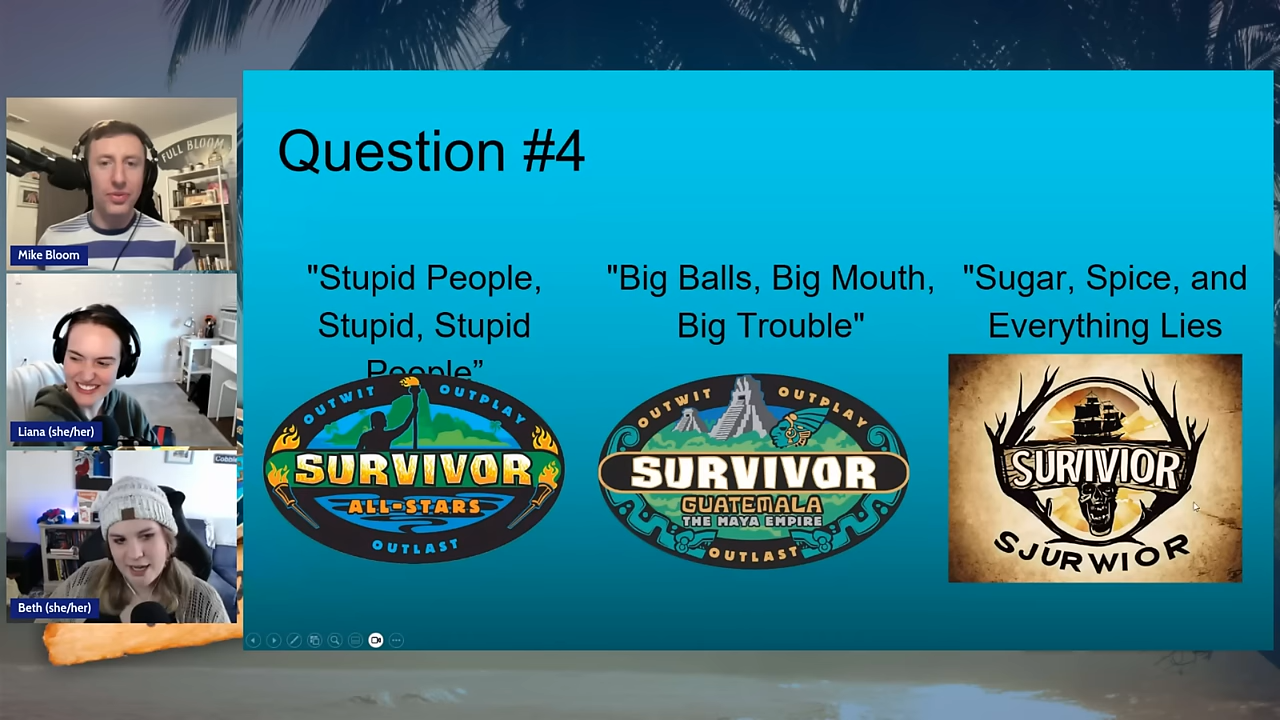 Question #4
"Stupid People,
Stupid, Stupid
People”
"Big Balls, Big Mouth,
Big Trouble"
"Sugar, Spice, and
Everything Lies
OUTWIT OUTPLAY
SURVIVOR
ALL-STARS
OUTLAST
OUTWIT OUTPLAY
SURVIVOR
GUATEMALA
THE MAYA EMPIRE
OUTLAST
SURIVIOR
SJURWIOR
FULL BLOOM
Mike Bloom
Liana (she/her)
Beth (she/her)